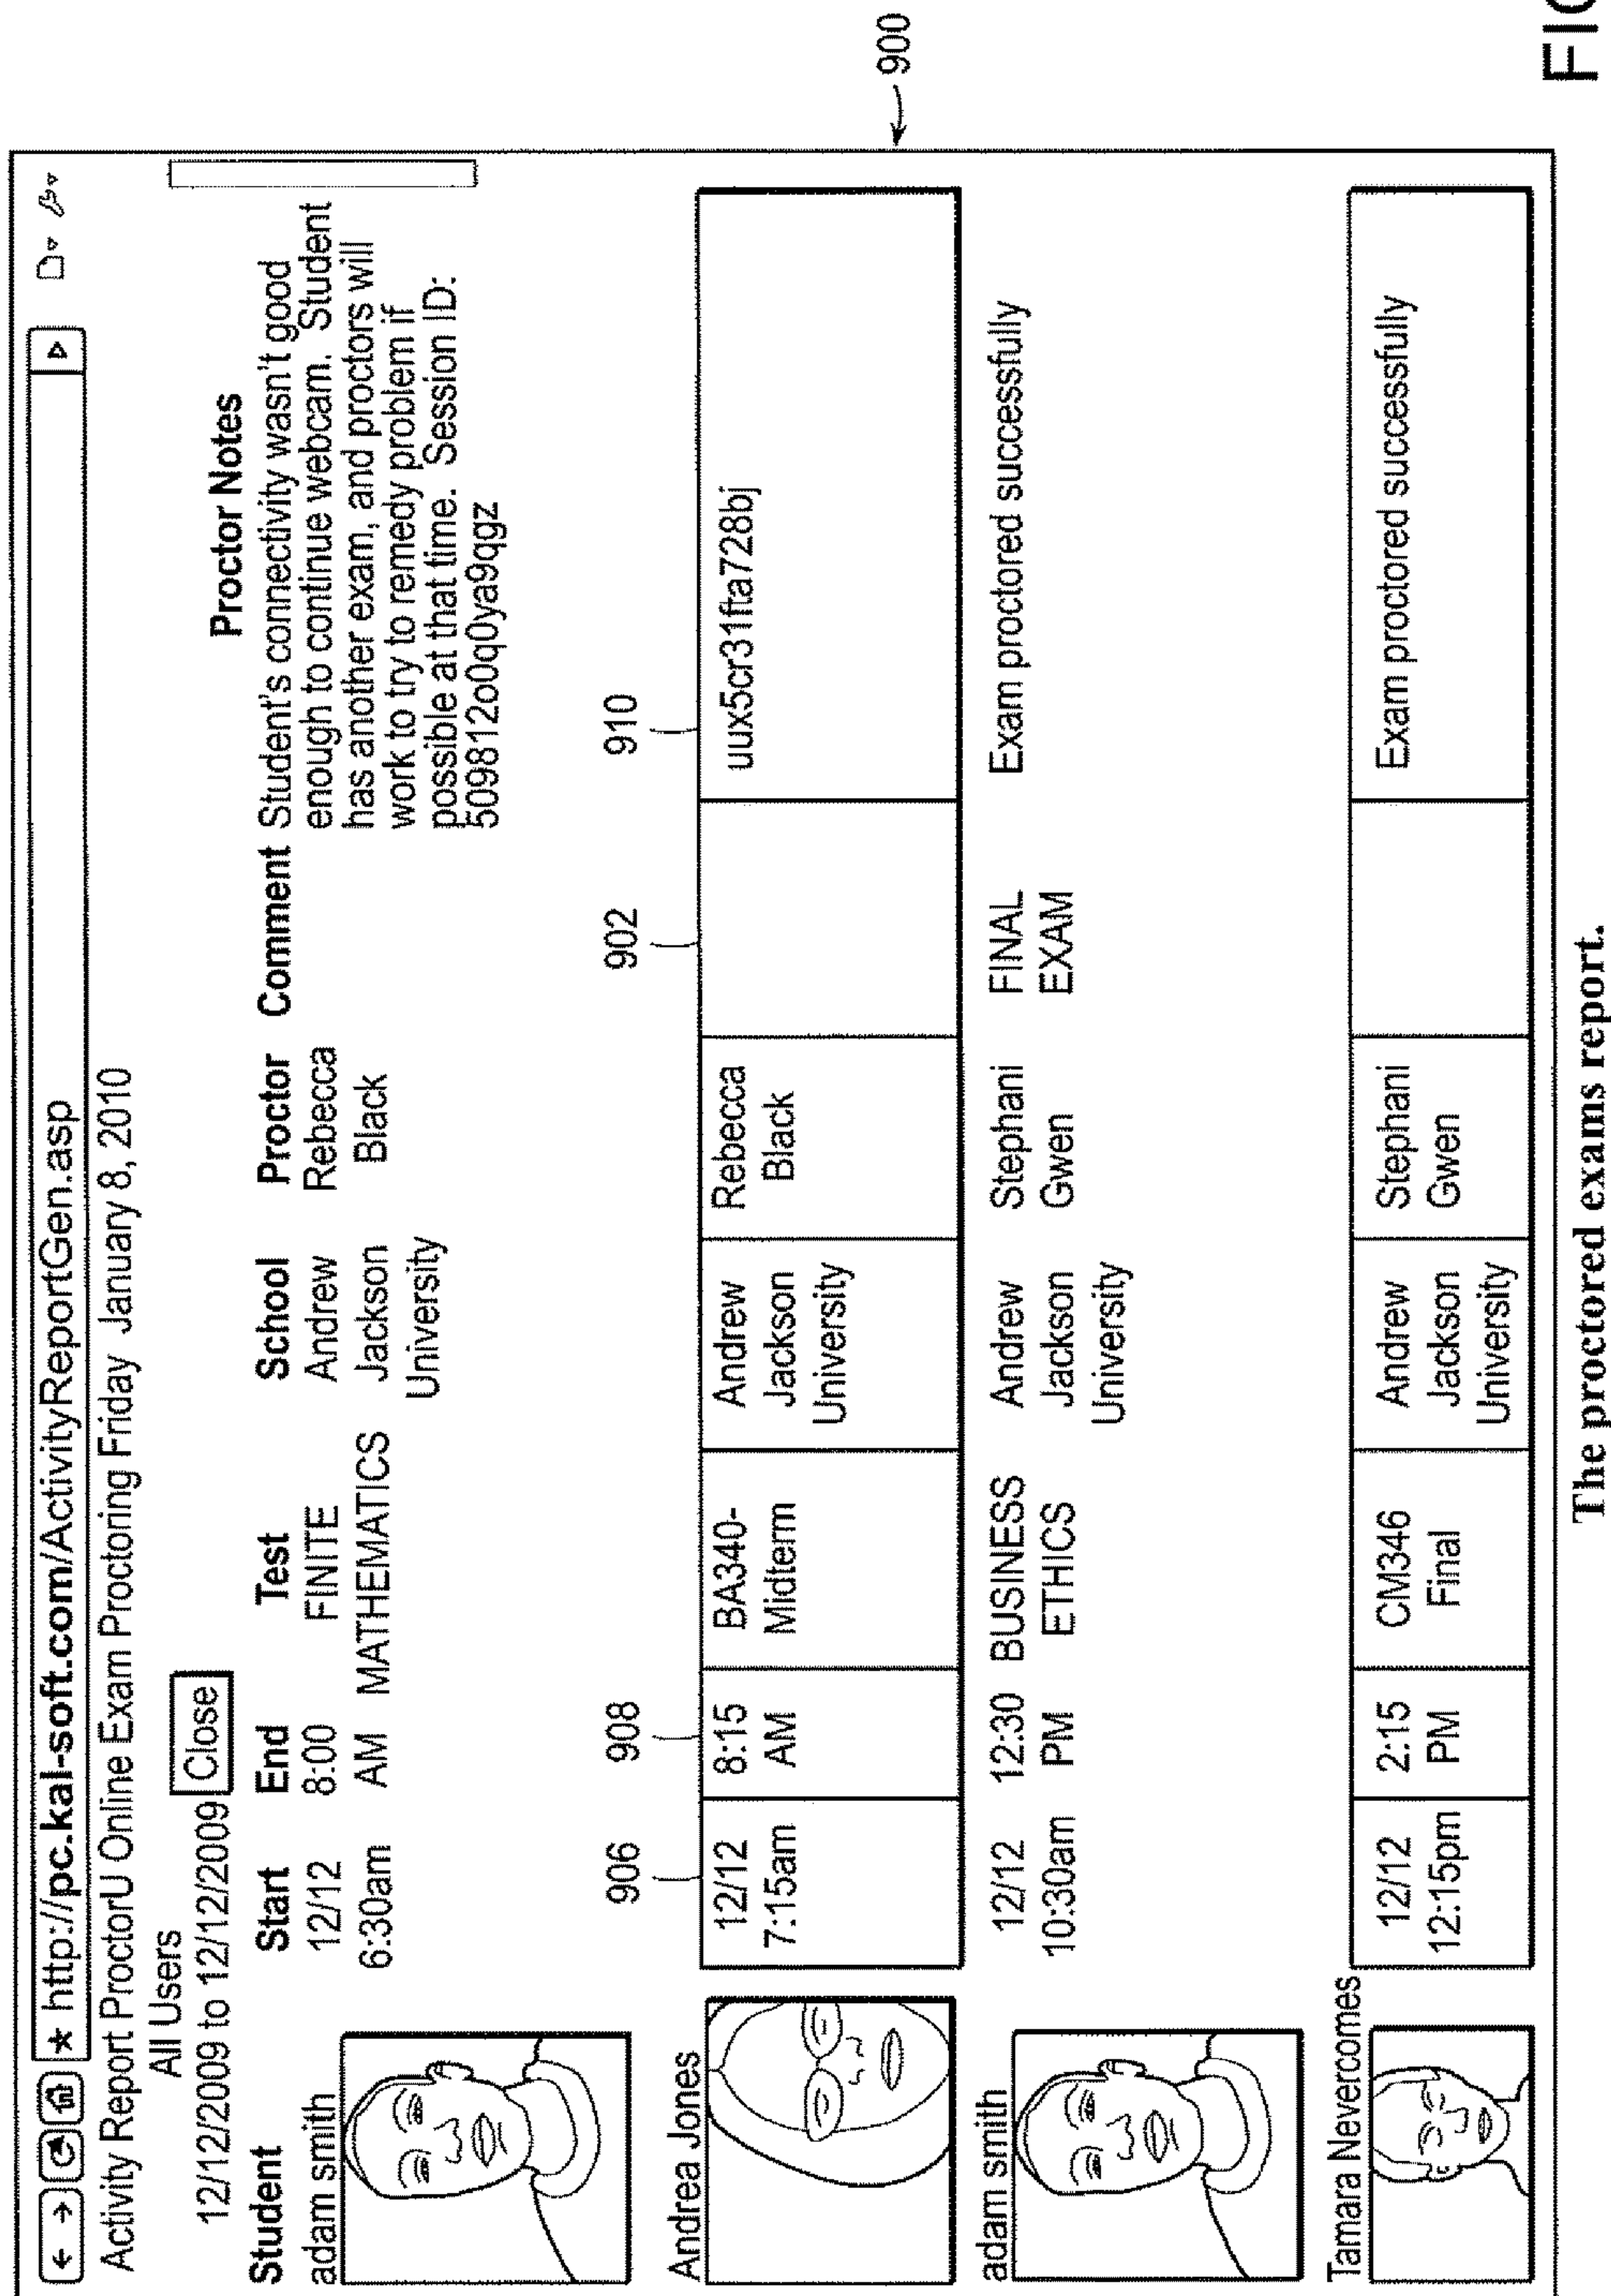 http://pc.kal-soft.com/ActivityReportGen.asp
Activity Report ProctorU Online Exam Proctoring Friday January 8, 2010
All Users
12/12/2009 to 12/12/2009 Close
Proctor Notes
Student Start End Test School Proctor Comment
adam smith
12/12
6:30am
8:00
AM
FINITE
MATHEMATICS
Andrew
Jackson
University
Rebecca
Black
Student's connectivity wasn't good
enough to continue webcam. Student
has another exam, and proctors will
work to try to remedy problem if
possible at that time. Session ID:
509812o0q0ya9qgz
906 908 902 910
Andrea Jones
12/12
7:15am
8:15
AM
BA340-
Midterm
Andrew
Jackson
University
Rebecca
Black
uux5cr31fta728bj
adam smith
12/12
10:30am
12:30
PM
BUSINESS
ETHICS
Andrew
Jackson
University
Stephani
Gwen
FINAL
EXAM
Exam proctored successfully
Tamara Nevercomes
12/12
12:15pm
2:15
PM
CM346
Final
Andrew
Jackson
University
Stephani
Gwen
Exam proctored successfully
900
The proctored exams report.